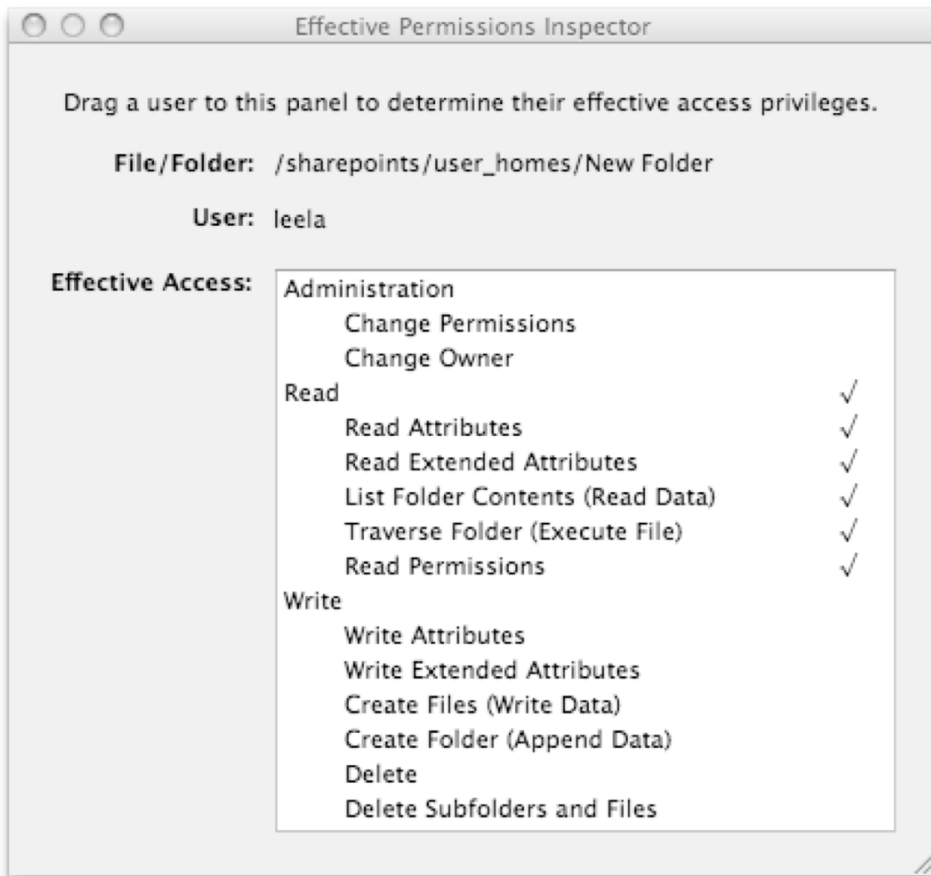 Effective Permissions Inspector
Drag a user to this panel to determine their effective access privileges.
File/Folder: /sharepoints/user_homes/New Folder
User: leela
Effective Access:
Administration
Change Permissions
Change Owner
Read √
Read Attributes √
Read Extended Attributes √
List Folder Contents (Read Data) √
Traverse Folder (Execute File) √
Read Permissions √
Write
Write Attributes
Write Extended Attributes
Create Files (Write Data)
Create Folder (Append Data)
Delete
Delete Subfolders and Files